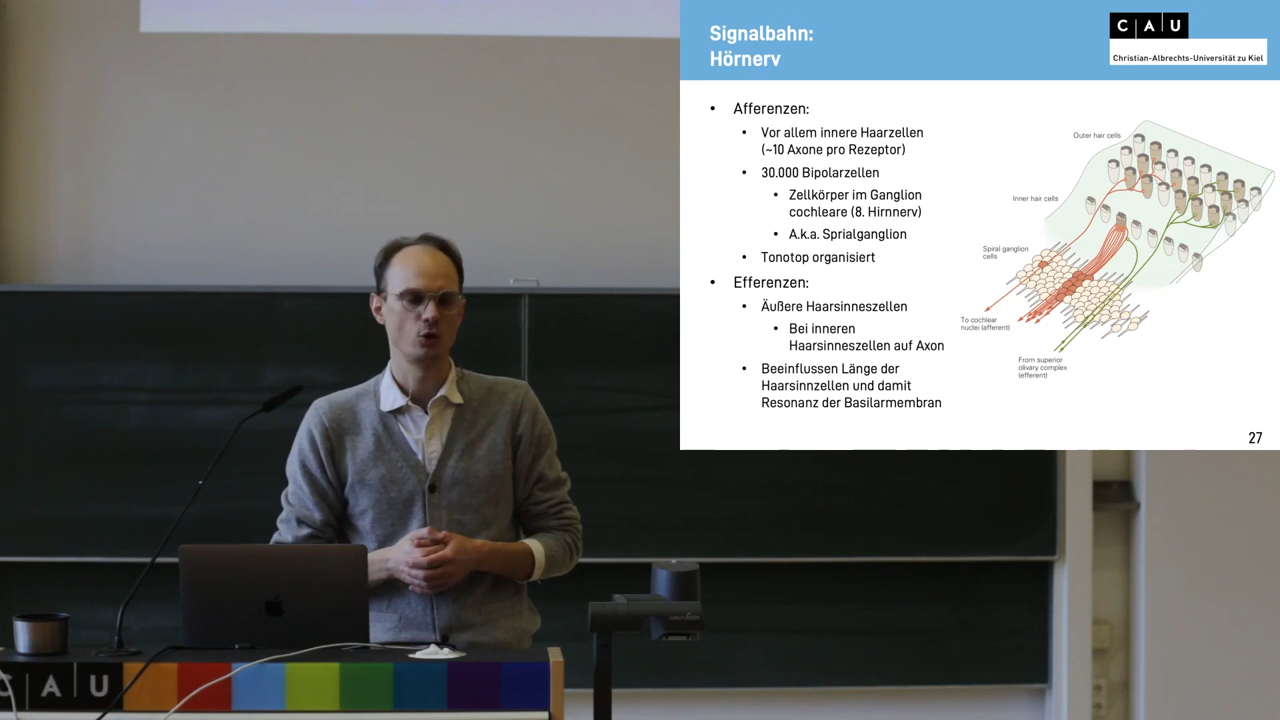 Signalbahn:
Hörnerv
C A U
Christian-Albrechts-Universität zu Kiel
• Afferenzen:
• Vor allem innere Haarzellen
(~10 Axone pro Rezeptor)
• 30.000 Bipolarzellen
• Zellkörper im Ganglion
cochleare (8. Hirnnerv)
• A.k.a. Sprialganglion
• Tonotop organisiert
• Efferenzen:
• Äußere Haarsinneszellen
• Bei inneren
Haarsinneszellen auf Axon
• Beeinflussen Länge der
Haarsinnzellen und damit
Resonanz der Basilarmembran
Outer hair cells
Inner hair cells
Spiral ganglion
cells
To cochlear
nuclei (afferent)
From superior
olivary complex
(efferent)
27
C A U